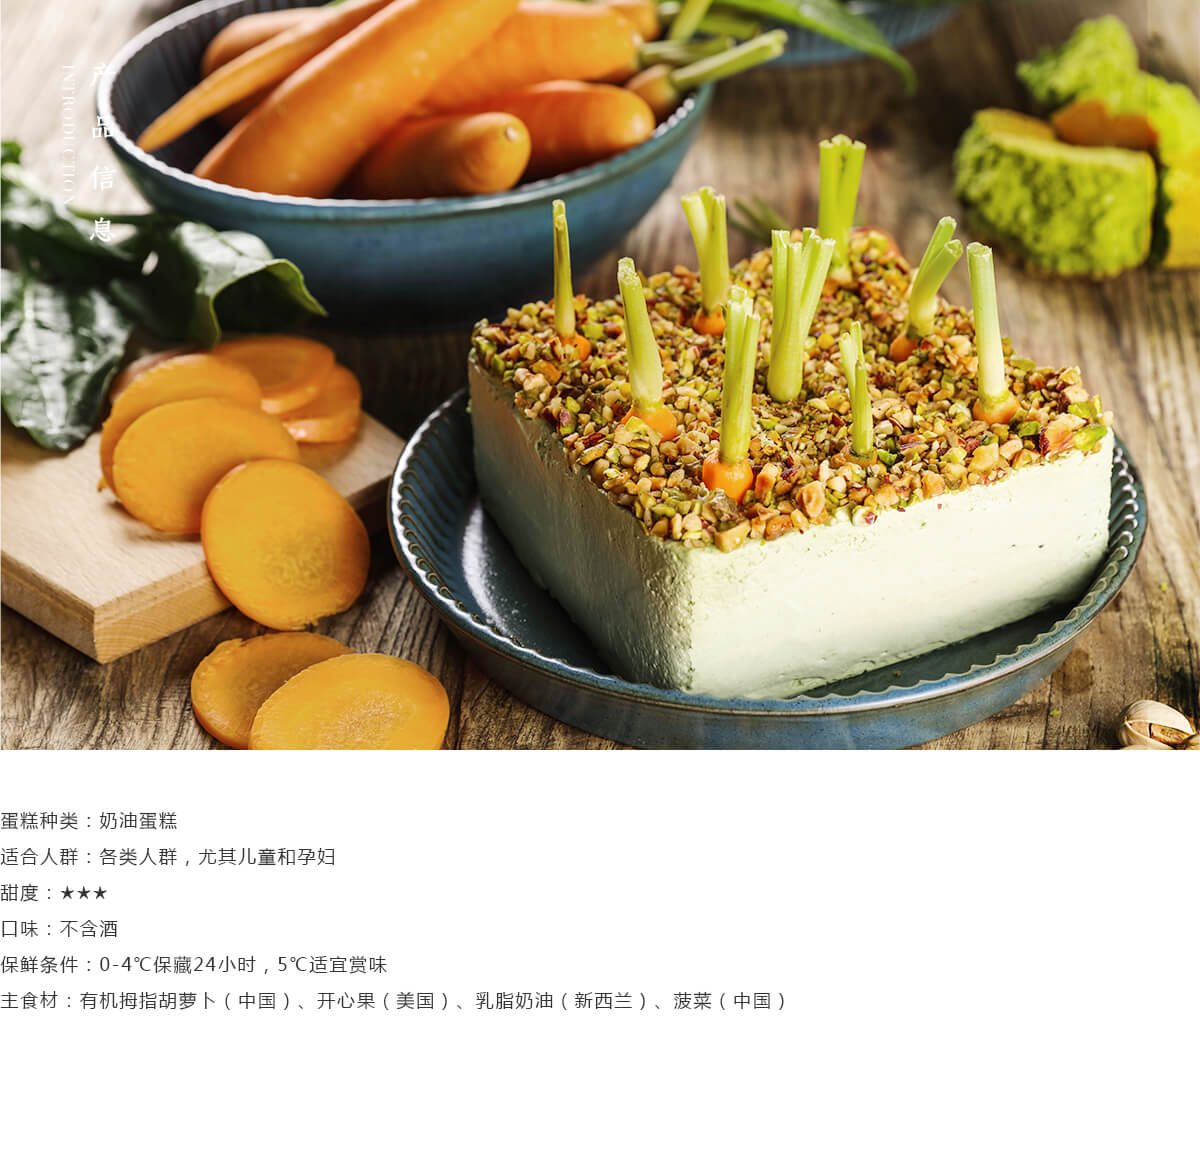 产品信息
INTRODUCTION
蛋糕种类：奶油蛋糕
适合人群：各类人群，尤其儿童和孕妇
甜度：★★★
口味：不含酒
保鲜条件：0-4℃保藏24小时，5℃适宜赏味
主食材：有机拇指胡萝卜（中国）、开心果（美国）、乳脂奶油（新西兰）、菠菜（中国）